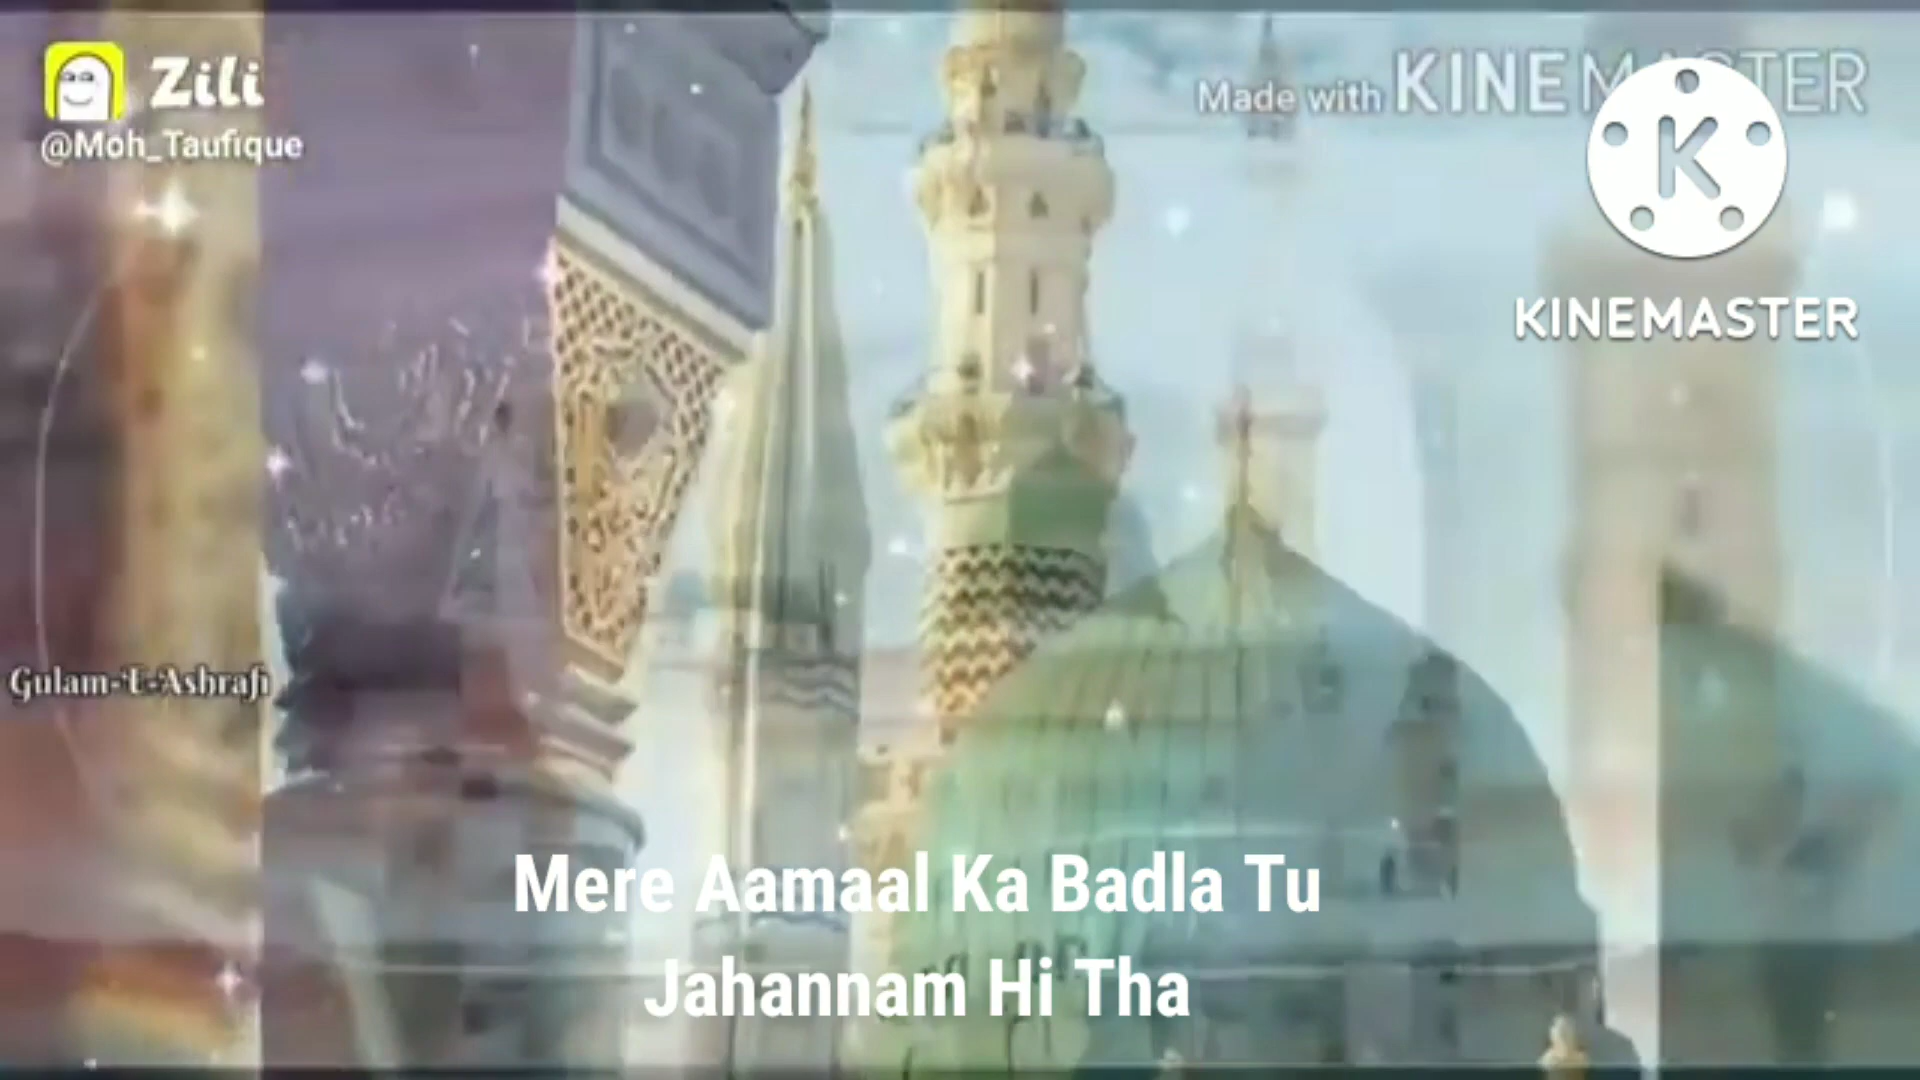 Zili
@Moh_Taufique
Made with KINEMASTER
K
KINEMASTER
Gulam-E-Ashrafi
Mere Aamaal Ka Badla Tu
Jahannam Hi Tha